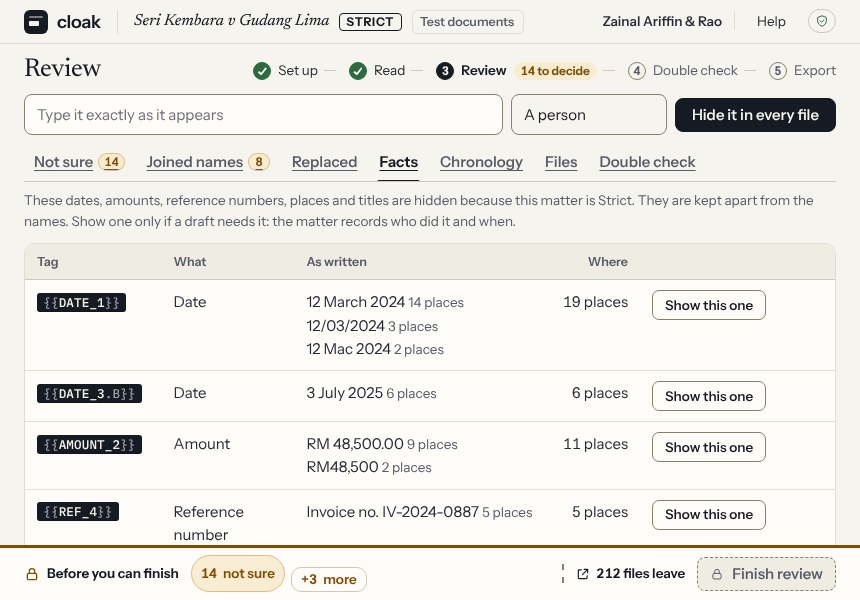 cloak
Seri Kembara v Gudang Lima
STRICT
Test documents
Zainal Ariffin & Rao
Help
Review
Set up
Read
3 Review 14 to decide
4 Double check
5 Export
Type it exactly as it appears
A person
Hide it in every file
Not sure 14
Joined names 8
Replaced
Facts
Chronology
Files
Double check
These dates, amounts, reference numbers, places and titles are hidden because this matter is Strict. They are kept apart from the
names. Show one only if a draft needs it: the matter records who did it and when.
Tag What As written Where
{{DATE_1}} Date 12 March 2024 14 places 19 places Show this one
12/03/2024 3 places
12 Mac 2024 2 places
{{DATE_3.B}} Date 3 July 2025 6 places 6 places Show this one
{{AMOUNT_2}} Amount RM 48,500.00 9 places 11 places Show this one
RM48,500 2 places
{{REF_4}} Reference Invoice no. IV-2024-0887 5 places 5 places Show this one
number
Before you can finish
14 not sure
+3 more
212 files leave
Finish review